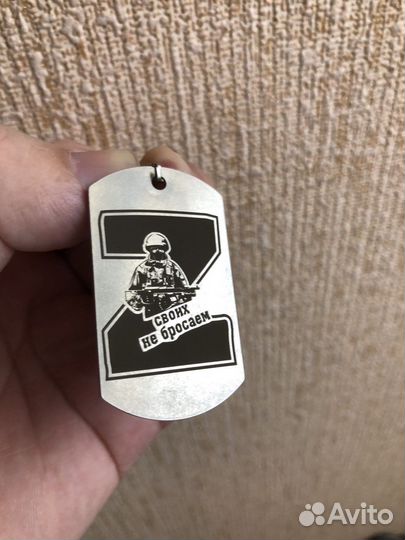 Z
своих
не бросаем
Avito